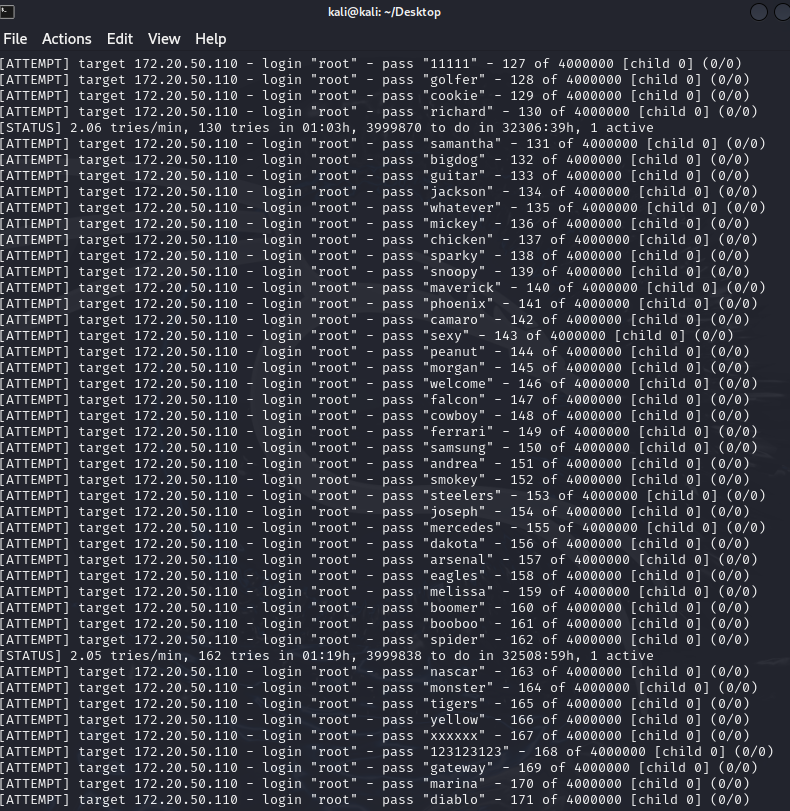 kali@kali: ~/Desktop
File Actions Edit View Help
[ATTEMPT] target 172.20.50.110 - login "root" - pass "11111" - 127 of 4000000 [child 0] (0/0)
[ATTEMPT] target 172.20.50.110 - login "root" - pass "golfer" - 128 of 4000000 [child 0] (0/0)
[ATTEMPT] target 172.20.50.110 - login "root" - pass "cookie" - 129 of 4000000 [child 0] (0/0)
[ATTEMPT] target 172.20.50.110 - login "root" - pass "richard" - 130 of 4000000 [child 0] (0/0)
[STATUS] 2.06 tries/min, 130 tries in 01:03h, 3999870 to do in 32306:39h, 1 active
[ATTEMPT] target 172.20.50.110 - login "root" - pass "samantha" - 131 of 4000000 [child 0] (0/0)
[ATTEMPT] target 172.20.50.110 - login "root" - pass "bigdog" - 132 of 4000000 [child 0] (0/0)
[ATTEMPT] target 172.20.50.110 - login "root" - pass "guitar" - 133 of 4000000 [child 0] (0/0)
[ATTEMPT] target 172.20.50.110 - login "root" - pass "jackson" - 134 of 4000000 [child 0] (0/0)
[ATTEMPT] target 172.20.50.110 - login "root" - pass "whatever" - 135 of 4000000 [child 0] (0/0)
[ATTEMPT] target 172.20.50.110 - login "root" - pass "mickey" - 136 of 4000000 [child 0] (0/0)
[ATTEMPT] target 172.20.50.110 - login "root" - pass "chicken" - 137 of 4000000 [child 0] (0/0)
[ATTEMPT] target 172.20.50.110 - login "root" - pass "sparky" - 138 of 4000000 [child 0] (0/0)
[ATTEMPT] target 172.20.50.110 - login "root" - pass "snoopy" - 139 of 4000000 [child 0] (0/0)
[ATTEMPT] target 172.20.50.110 - login "root" - pass "maverick" - 140 of 4000000 [child 0] (0/0)
[ATTEMPT] target 172.20.50.110 - login "root" - pass "phoenix" - 141 of 4000000 [child 0] (0/0)
[ATTEMPT] target 172.20.50.110 - login "root" - pass "camaro" - 142 of 4000000 [child 0] (0/0)
[ATTEMPT] target 172.20.50.110 - login "root" - pass "sexy" - 143 of 4000000 [child 0] (0/0)
[ATTEMPT] target 172.20.50.110 - login "root" - pass "peanut" - 144 of 4000000 [child 0] (0/0)
[ATTEMPT] target 172.20.50.110 - login "root" - pass "morgan" - 145 of 4000000 [child 0] (0/0)
[ATTEMPT] target 172.20.50.110 - login "root" - pass "welcome" - 146 of 4000000 [child 0] (0/0)
[ATTEMPT] target 172.20.50.110 - login "root" - pass "falcon" - 147 of 4000000 [child 0] (0/0)
[ATTEMPT] target 172.20.50.110 - login "root" - pass "cowboy" - 148 of 4000000 [child 0] (0/0)
[ATTEMPT] target 172.20.50.110 - login "root" - pass "ferrari" - 149 of 4000000 [child 0] (0/0)
[ATTEMPT] target 172.20.50.110 - login "root" - pass "samsung" - 150 of 4000000 [child 0] (0/0)
[ATTEMPT] target 172.20.50.110 - login "root" - pass "andrea" - 151 of 4000000 [child 0] (0/0)
[ATTEMPT] target 172.20.50.110 - login "root" - pass "smokey" - 152 of 4000000 [child 0] (0/0)
[ATTEMPT] target 172.20.50.110 - login "root" - pass "steelers" - 153 of 4000000 [child 0] (0/0)
[ATTEMPT] target 172.20.50.110 - login "root" - pass "joseph" - 154 of 4000000 [child 0] (0/0)
[ATTEMPT] target 172.20.50.110 - login "root" - pass "mercedes" - 155 of 4000000 [child 0] (0/0)
[ATTEMPT] target 172.20.50.110 - login "root" - pass "dakota" - 156 of 4000000 [child 0] (0/0)
[ATTEMPT] target 172.20.50.110 - login "root" - pass "arsenal" - 157 of 4000000 [child 0] (0/0)
[ATTEMPT] target 172.20.50.110 - login "root" - pass "eagles" - 158 of 4000000 [child 0] (0/0)
[ATTEMPT] target 172.20.50.110 - login "root" - pass "melissa" - 159 of 4000000 [child 0] (0/0)
[ATTEMPT] target 172.20.50.110 - login "root" - pass "boomer" - 160 of 4000000 [child 0] (0/0)
[ATTEMPT] target 172.20.50.110 - login "root" - pass "booboo" - 161 of 4000000 [child 0] (0/0)
[ATTEMPT] target 172.20.50.110 - login "root" - pass "spider" - 162 of 4000000 [child 0] (0/0)
[STATUS] 2.05 tries/min, 162 tries in 01:19h, 3999838 to do in 32508:59h, 1 active
[ATTEMPT] target 172.20.50.110 - login "root" - pass "nascar" - 163 of 4000000 [child 0] (0/0)
[ATTEMPT] target 172.20.50.110 - login "root" - pass "monster" - 164 of 4000000 [child 0] (0/0)
[ATTEMPT] target 172.20.50.110 - login "root" - pass "tigers" - 165 of 4000000 [child 0] (0/0)
[ATTEMPT] target 172.20.50.110 - login "root" - pass "yellow" - 166 of 4000000 [child 0] (0/0)
[ATTEMPT] target 172.20.50.110 - login "root" - pass "xxxxxx" - 167 of 4000000 [child 0] (0/0)
[ATTEMPT] target 172.20.50.110 - login "root" - pass "123123123" - 168 of 4000000 [child 0] (0/0)
[ATTEMPT] target 172.20.50.110 - login "root" - pass "gateway" - 169 of 4000000 [child 0] (0/0)
[ATTEMPT] target 172.20.50.110 - login "root" - pass "marina" - 170 of 4000000 [child 0] (0/0)
[ATTEMPT] target 172.20.50.110 - login "root" - pass "diablo" - 171 of 4000000 [child 0] (0/0)